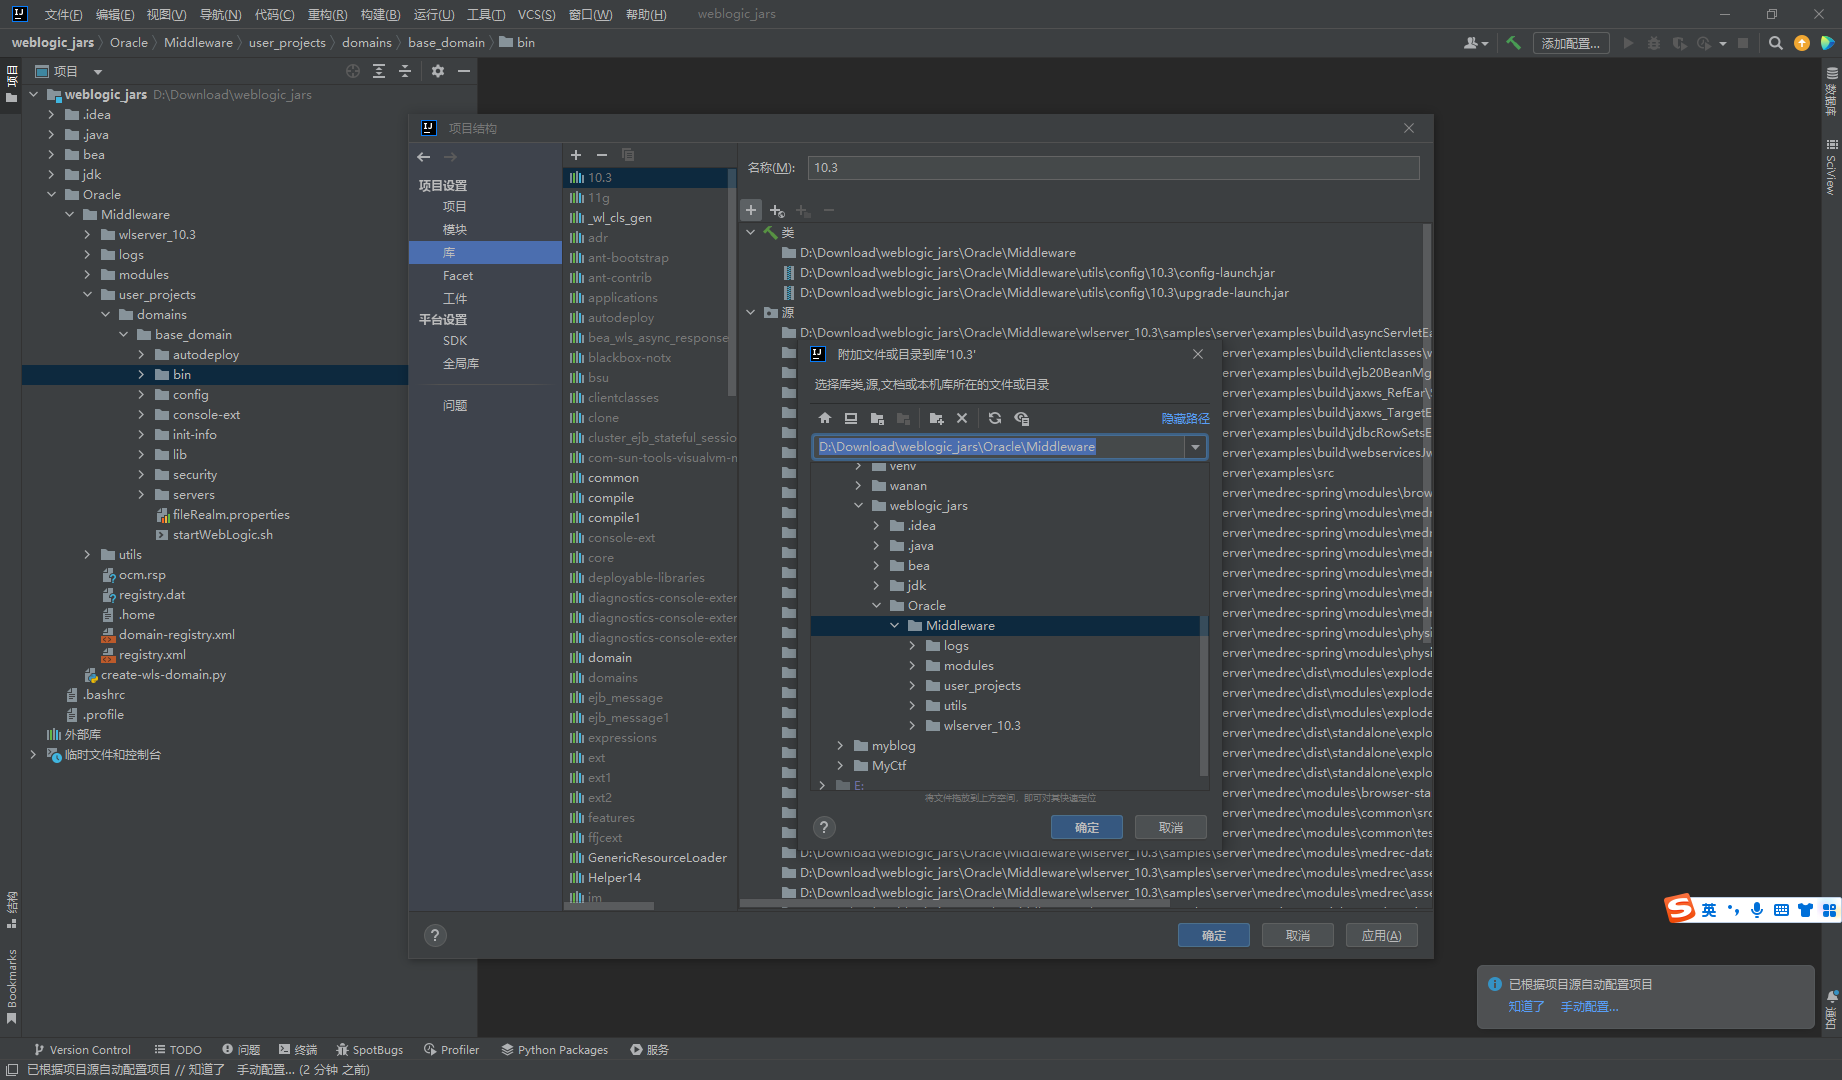 文件(F) 编辑(E) 视图(V) 导航(N) 代码(C) 重构(R) 构建(B) 运行(U) 工具(T) VCS(S) 窗口(W) 帮助(H) weblogic_jars
weblogic_jars Oracle Middleware user_projects domains base_domain bin 添加配置...
项目
项目
weblogic_jars D:\Download\weblogic_jars
.idea
.java
bea
jdk
Oracle
Middleware
wlserver_10.3
logs
modules
user_projects
domains
base_domain
autodeploy
bin
config
console-ext
init-info
lib
security
servers
fileRealm.properties
startWebLogic.sh
utils
ocm.rsp
registry.dat
.home
domain-registry.xml
registry.xml
create-wls-domain.py
.bashrc
.profile
外部库
临时文件和控制台
结构
Bookmarks
项目结构
项目设置
项目
模块
库
Facet
工件
平台设置
SDK
全局库
问题
10.3
11g
_wl_cls_gen
adr
ant-bootstrap
ant-contrib
applications
autodeploy
bea_wls_async_response
blackbox-notx
bsu
clientclasses
clone
cluster_ejb_stateful_sessio
com-sun-tools-visualvm-m
common
compile
compile1
console-ext
core
deployable-libraries
diagnostics-console-exter
diagnostics-console-exter
diagnostics-console-exter
domain
domains
ejb_message
ejb_message1
expressions
ext
ext1
ext2
features
ffjcext
GenericResourceLoader
Helper14
im
名称(M): 10.3
类
D:\Download\weblogic_jars\Oracle\Middleware
D:\Download\weblogic_jars\Oracle\Middleware\utils\config\10.3\config-launch.jar
D:\Download\weblogic_jars\Oracle\Middleware\utils\config\10.3\upgrade-launch.jar
源
D:\Download\weblogic_jars\Oracle\Middleware\wlserver_10.3\samples\server\examples\build\asyncServletEa
erver\examples\build\clientclasses\w
erver\examples\build\ejb20BeanMg
erver\examples\build\jaxws_RefEar\
erver\examples\build\jaxws_TargetE
erver\examples\build\jdbcRowSetsE
erver\examples\build\webservicesJw
erver\examples\src
erver\medrec-spring\modules\brow
erver\medrec-spring\modules\med
erver\medrec-spring\modules\med
erver\medrec-spring\modules\med
erver\medrec-spring\modules\med
erver\medrec-spring\modules\med
erver\medrec-spring\modules\med
erver\medrec-spring\modules\physi
erver\medrec-spring\modules\physi
erver\medrec\dist\modules\explode
erver\medrec\dist\modules\explode
erver\medrec\dist\modules\explode
erver\medrec\dist\standalone\explo
erver\medrec\dist\standalone\explo
erver\medrec\dist\standalone\explo
erver\medrec\modules\browser-sta
erver\medrec\modules\common\src
erver\medrec\modules\common\tes
D:\Download\weblogic_jars\Oracle\Middleware\wlserver_10.3\samples\server\medrec\modules\medrec-data
D:\Download\weblogic_jars\Oracle\Middleware\wlserver_10.3\samples\server\medrec\modules\medrec\asse
D:\Download\weblogic_jars\Oracle\Middleware\wlserver_10.3\samples\server\medrec\modules\medrec\asse
附加文件或目录到库'10.3'
选择库类,源,文档或本机库所在的文件或目录
隐藏路径
D:\Download\weblogic_jars\Oracle\Middleware
venv
wanan
weblogic_jars
.idea
.java
bea
jdk
Oracle
Middleware
logs
modules
user_projects
utils
wlserver_10.3
myblog
MyCtf
E:
将文件拖放到上方空间，即可对其快速定位
? 确定 取消
? 确定 取消 应用(A)
数据库
SciView
通知
S 英
已根据项目源自动配置项目
知道了 手动配置...
Version Control TODO 问题 终端 SpotBugs Profiler Python Packages 服务
已根据项目源自动配置项目 // 知道了 手动配置... (2 分钟 之前)